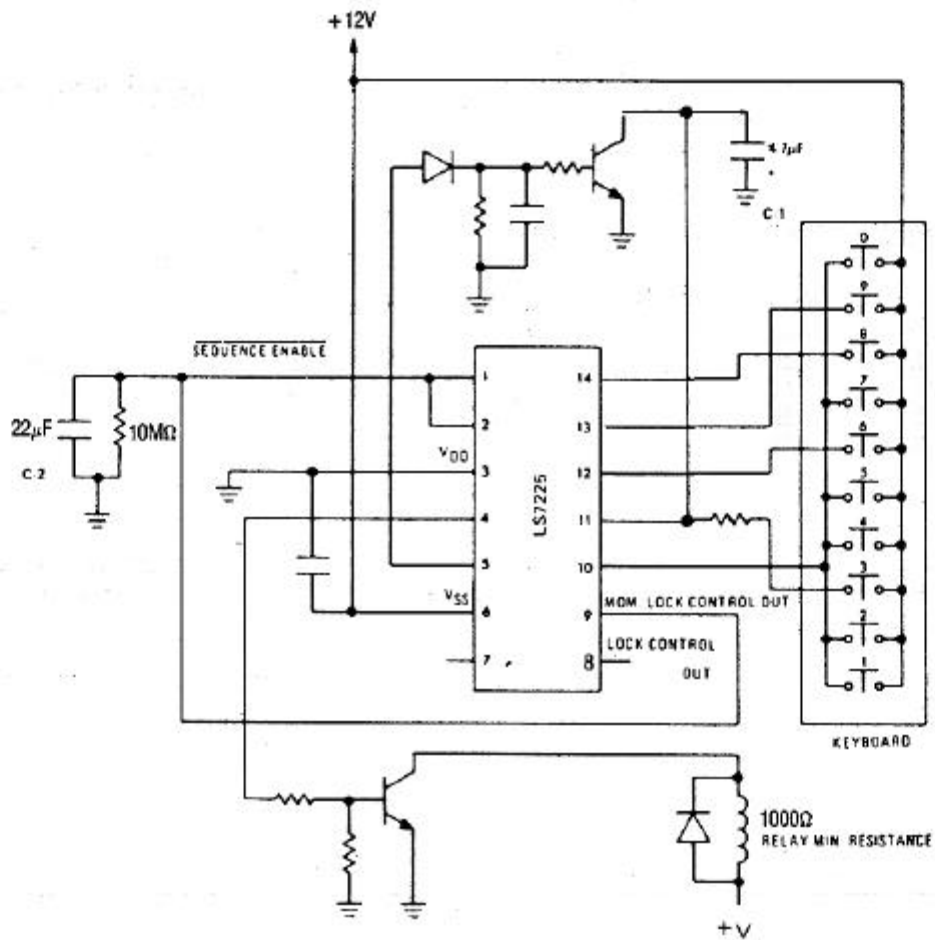 +12V
4.7µF
C.1
SEQUENCE ENABLE
22µF
10MΩ
C.2
1
2
VDD
3
4
5
VSS
6
7
LS7225
14
13
12
11
10
MOM. LOCK CONTROL OUT
9
LOCK CONTROL
8
OUT
0
9
8
7
6
5
4
3
2
1
KEYBOARD
1000Ω
RELAY MIN. RESISTANCE
+V